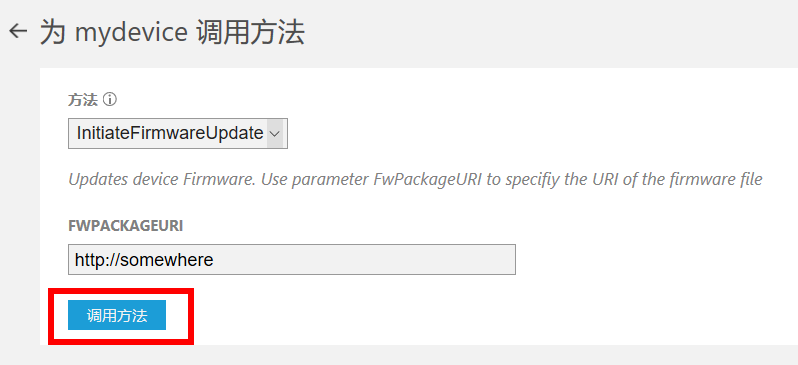 为 mydevice 调用方法
方法
InitiateFirmwareUpdate
Updates device Firmware. Use parameter FwPackageURI to specifiy the URI of the firmware file
FWPACKAGEURI
http://somewhere
调用方法